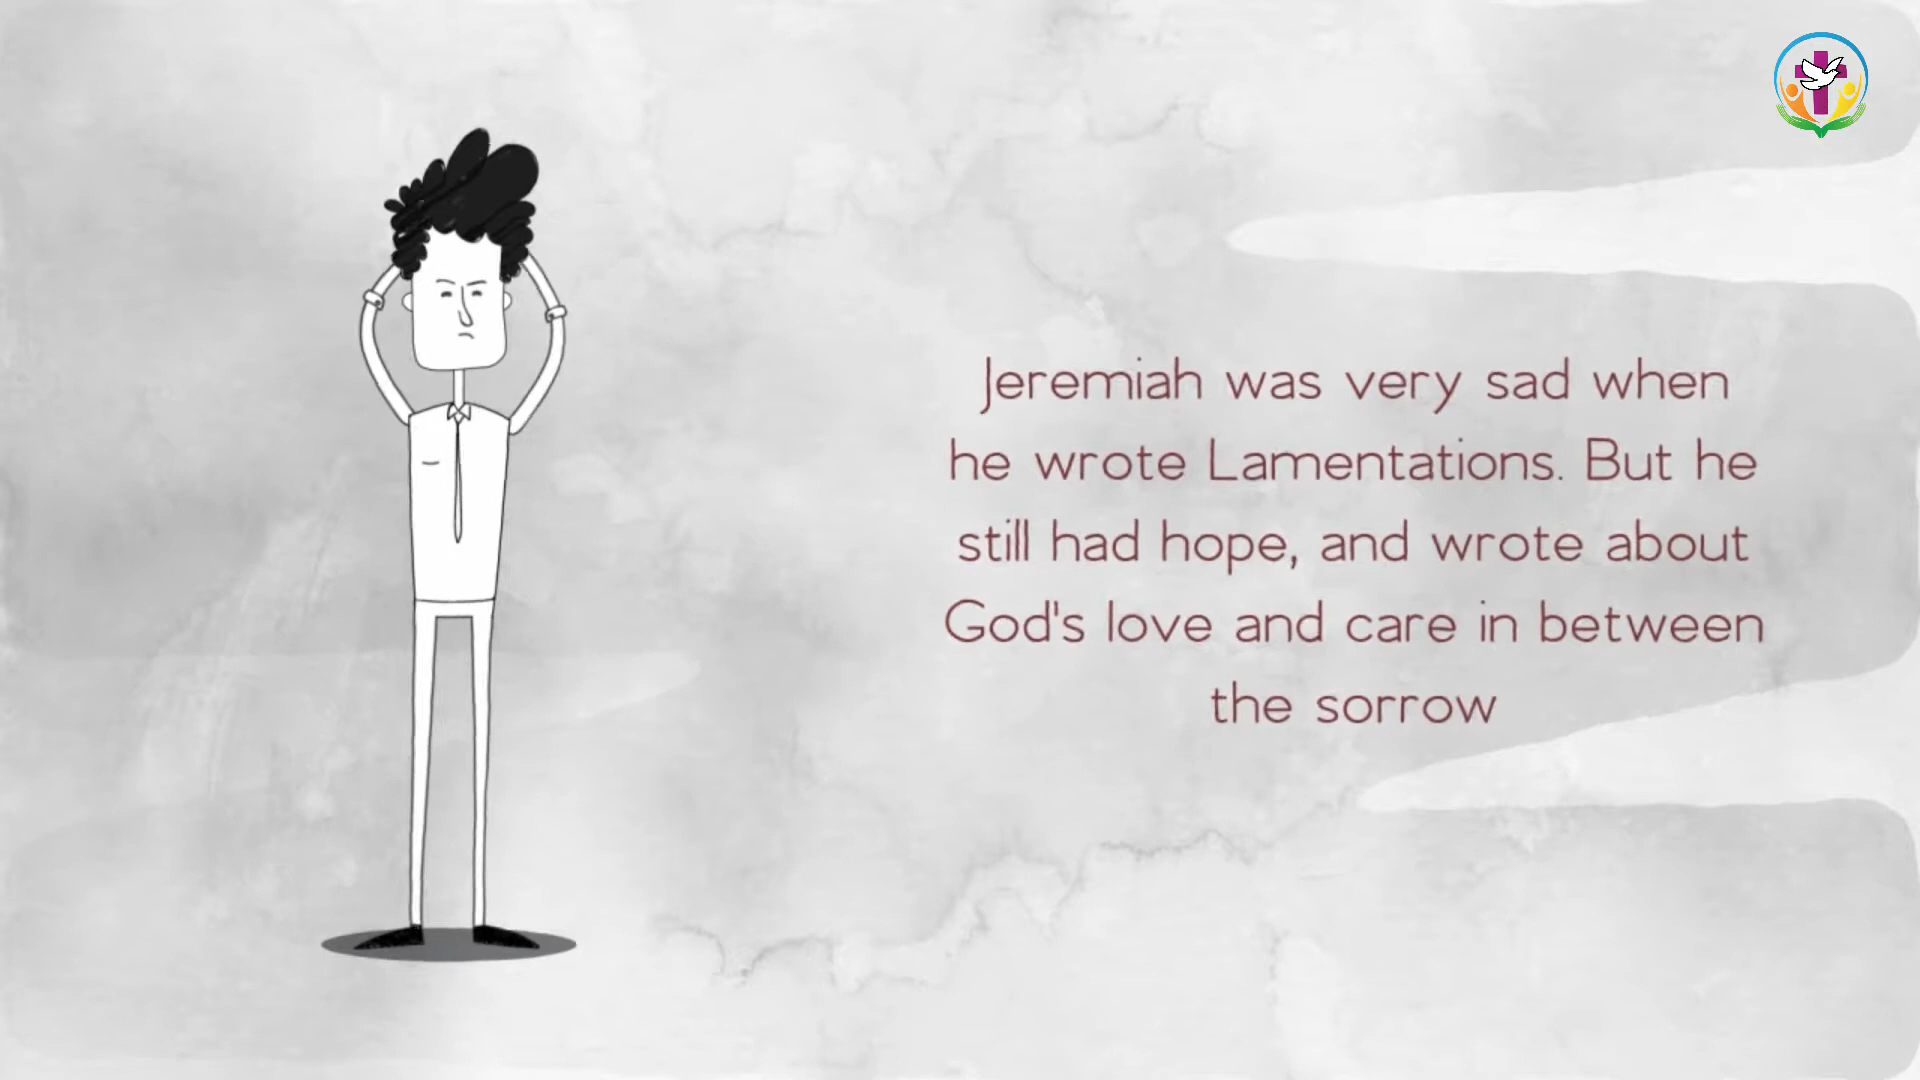 Jeremiah was very sad when
he wrote Lamentations. But he
still had hope, and wrote about
God's love and care in between
the sorrow